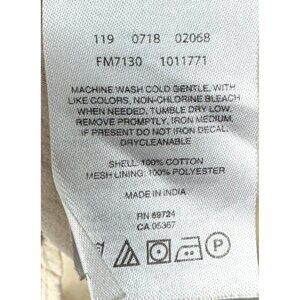 119 0718 02068
FM7130 1011771
MACHINE WASH COLD GENTLE, WITH
LIKE COLORS, NON-CHLORINE BLEACH
WHEN NEEDED. TUMBLE DRY LOW.
REMOVE PROMPTLY, IRON MEDIUM,
IF PRESENT DO NOT IRON DECAL.
DRYCLEANABLE
SHELL: 100% COTTON
MESH LINING: 100% POLYESTER
MADE IN INDIA
RN 69724
CA 05367
P